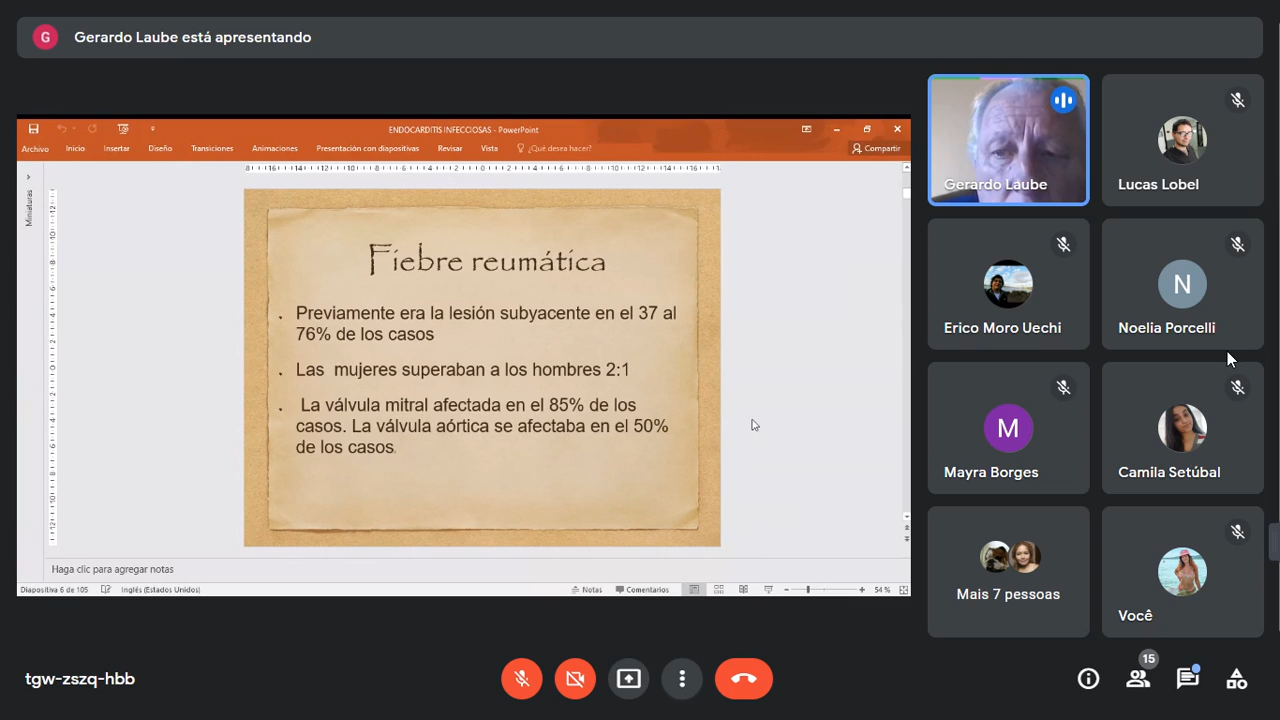 G Gerardo Laube está apresentando
ENDOCARDITIS INFECCIOSAS - PowerPoint
Archivo Inicio Insertar Diseño Transiciones Animaciones Presentación con diapositivas Revisar Vista ¿Qué desea hacer? Compartir
Miniaturas
Fiebre reumática
. Previamente era la lesión subyacente en el 37 al
76% de los casos
. Las mujeres superaban a los hombres 2:1
. La válvula mitral afectada en el 85% de los
casos. La válvula aórtica se afectaba en el 50%
de los casos.
Haga clic para agregar notas
Diapositiva 6 de 105 Inglés (Estados Unidos) Notas Comentarios 54 %
Gerardo Laube
Lucas Lobel
Erico Moro Uechi
N
Noelia Porcelli
M
Mayra Borges
Camila Setúbal
Mais 7 pessoas
Você
tgw-zszq-hbb
15